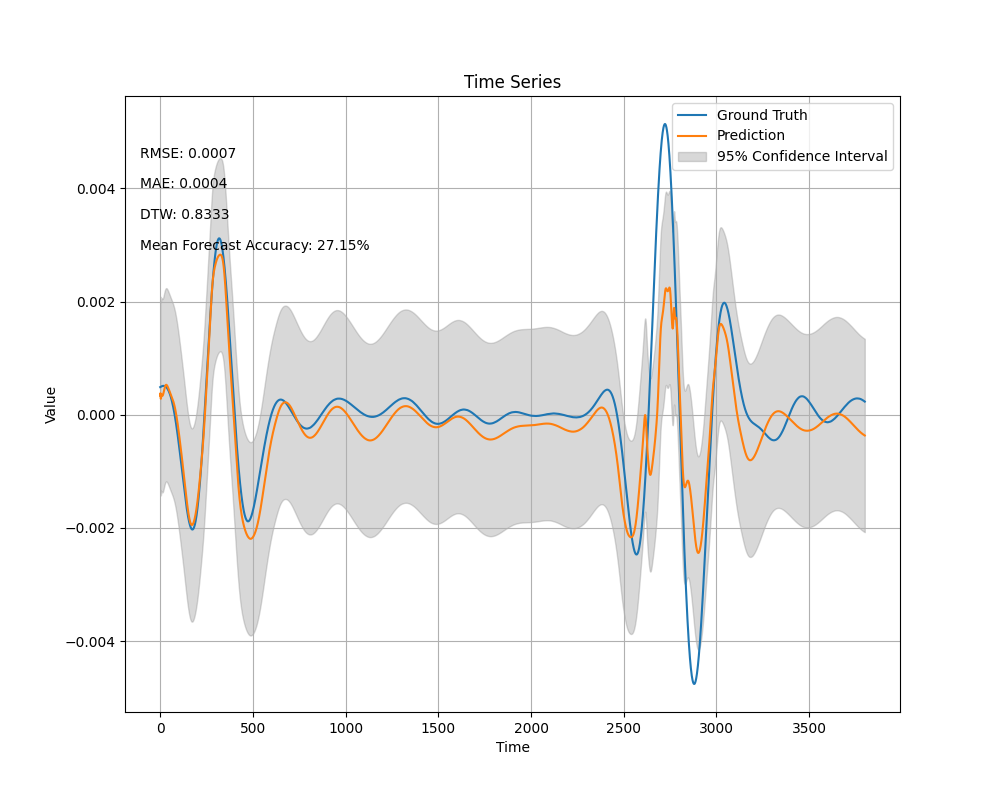 Time Series
Ground Truth
Prediction
95% Confidence Interval
RMSE: 0.0007
MAE: 0.0004
DTW: 0.8333
Mean Forecast Accuracy: 27.15%
0.004
0.002
0.000
−0.002
−0.004
Value
0 500 1000 1500 2000 2500 3000 3500
Time